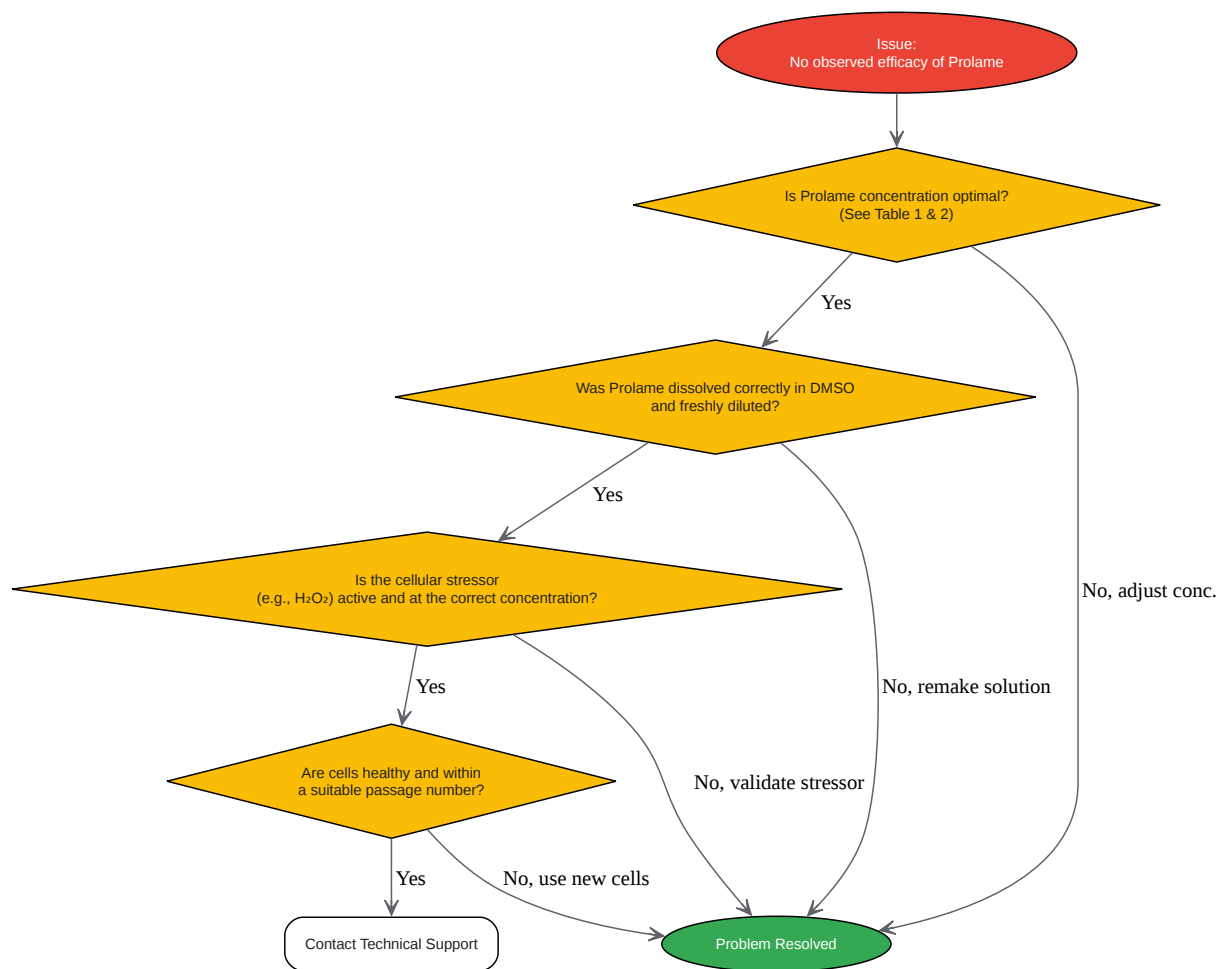 Issue:
No observed efficacy of Prolame
Is Prolame concentration optimal?
(See Table 1 & 2)
Yes
Was Prolame dissolved correctly in DMSO
and freshly diluted?
Yes
Is the cellular stressor
(e.g., H₂O₂) active and at the correct concentration?
No, adjust conc.
Yes
No, remake solution
Are cells healthy and within
a suitable passage number?
No, validate stressor
Yes
No, use new cells
Contact Technical Support
Problem Resolved